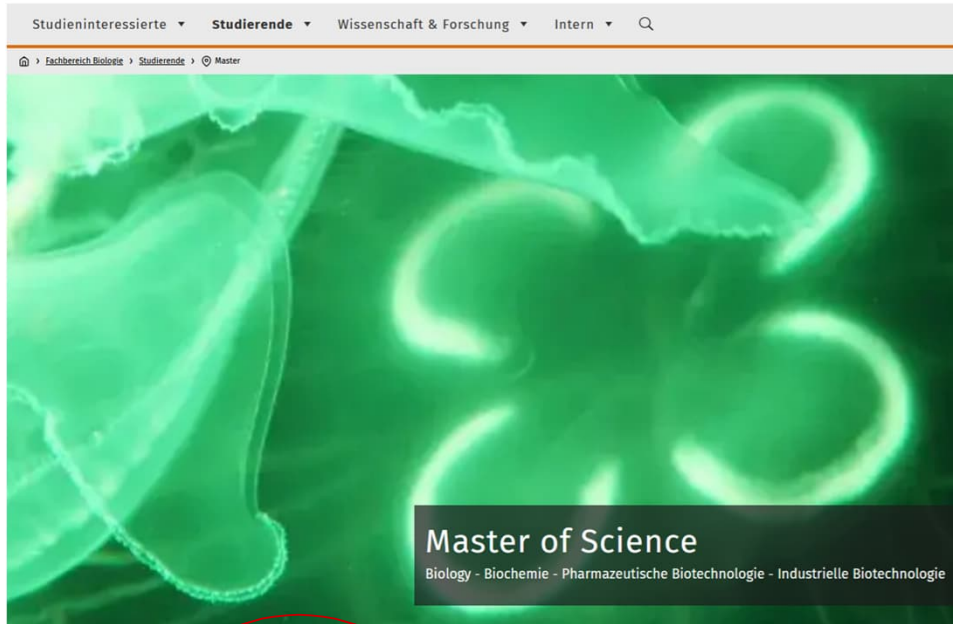 Studieninteressierte ▾ Studierende ▾ Wissenschaft & Forschung ▾ Intern ▾
› Fachbereich Biologie › Studierende › Master
Master of Science
Biology - Biochemie - Pharmazeutische Biotechnologie - Industrielle Biotechnologie